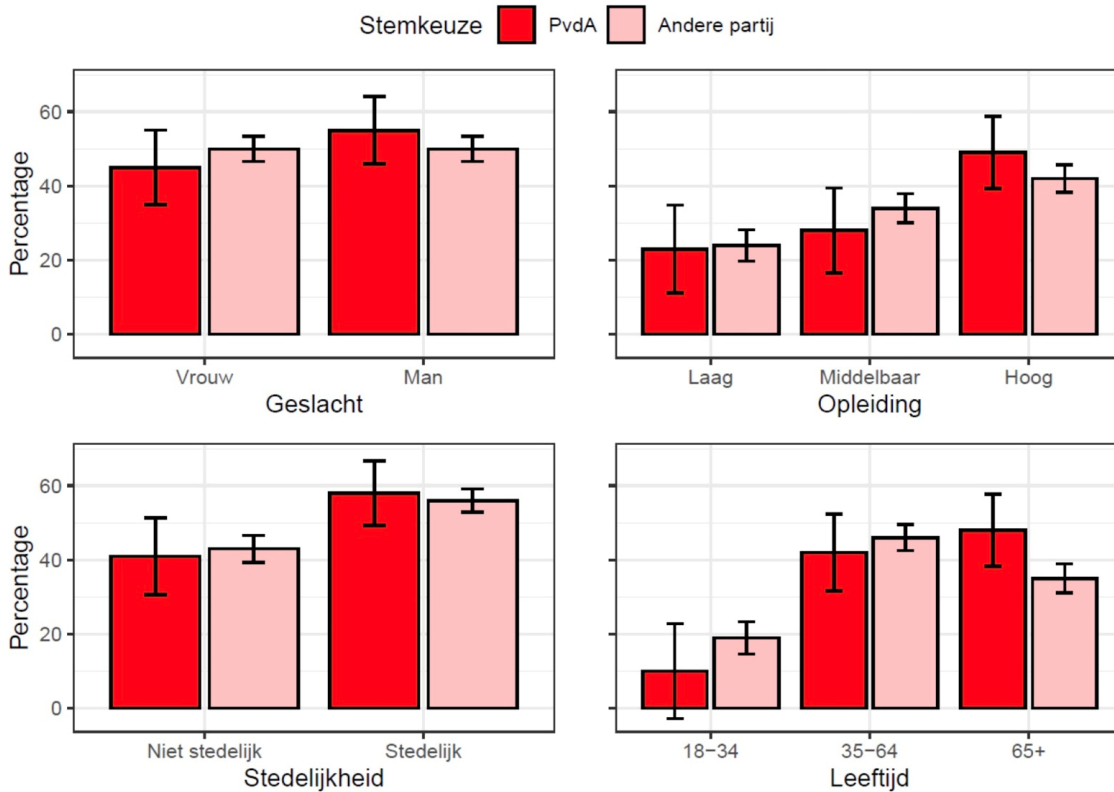 Stemkeuze PvdA Andere partij
Percentage
60
40
20
0
Vrouw Man
Geslacht
Laag Middelbaar Hoog
Opleiding
Percentage
60
40
20
0
Niet stedelijk Stedelijk
Stedelijkheid
18−34 35−64 65+
Leeftijd